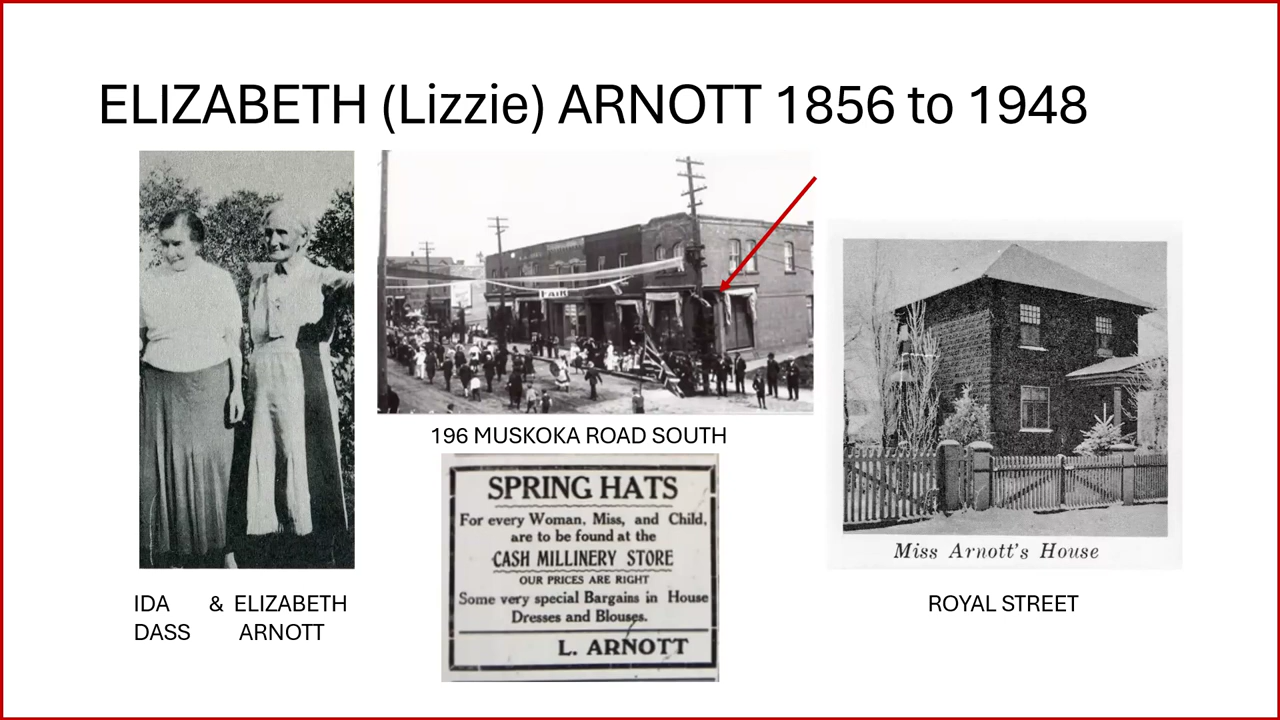 ELIZABETH (Lizzie) ARNOTT 1856 to 1948
FAIR
196 MUSKOKA ROAD SOUTH
SPRING HATS
For every Woman, Miss, and Child,
are to be found at the
CASH MILLINERY STORE
OUR PRICES ARE RIGHT
Some very special Bargains in House
Dresses and Blouses.
L. ARNOTT
Miss Arnott's House
IDA & ELIZABETH
DASS ARNOTT
ROYAL STREET